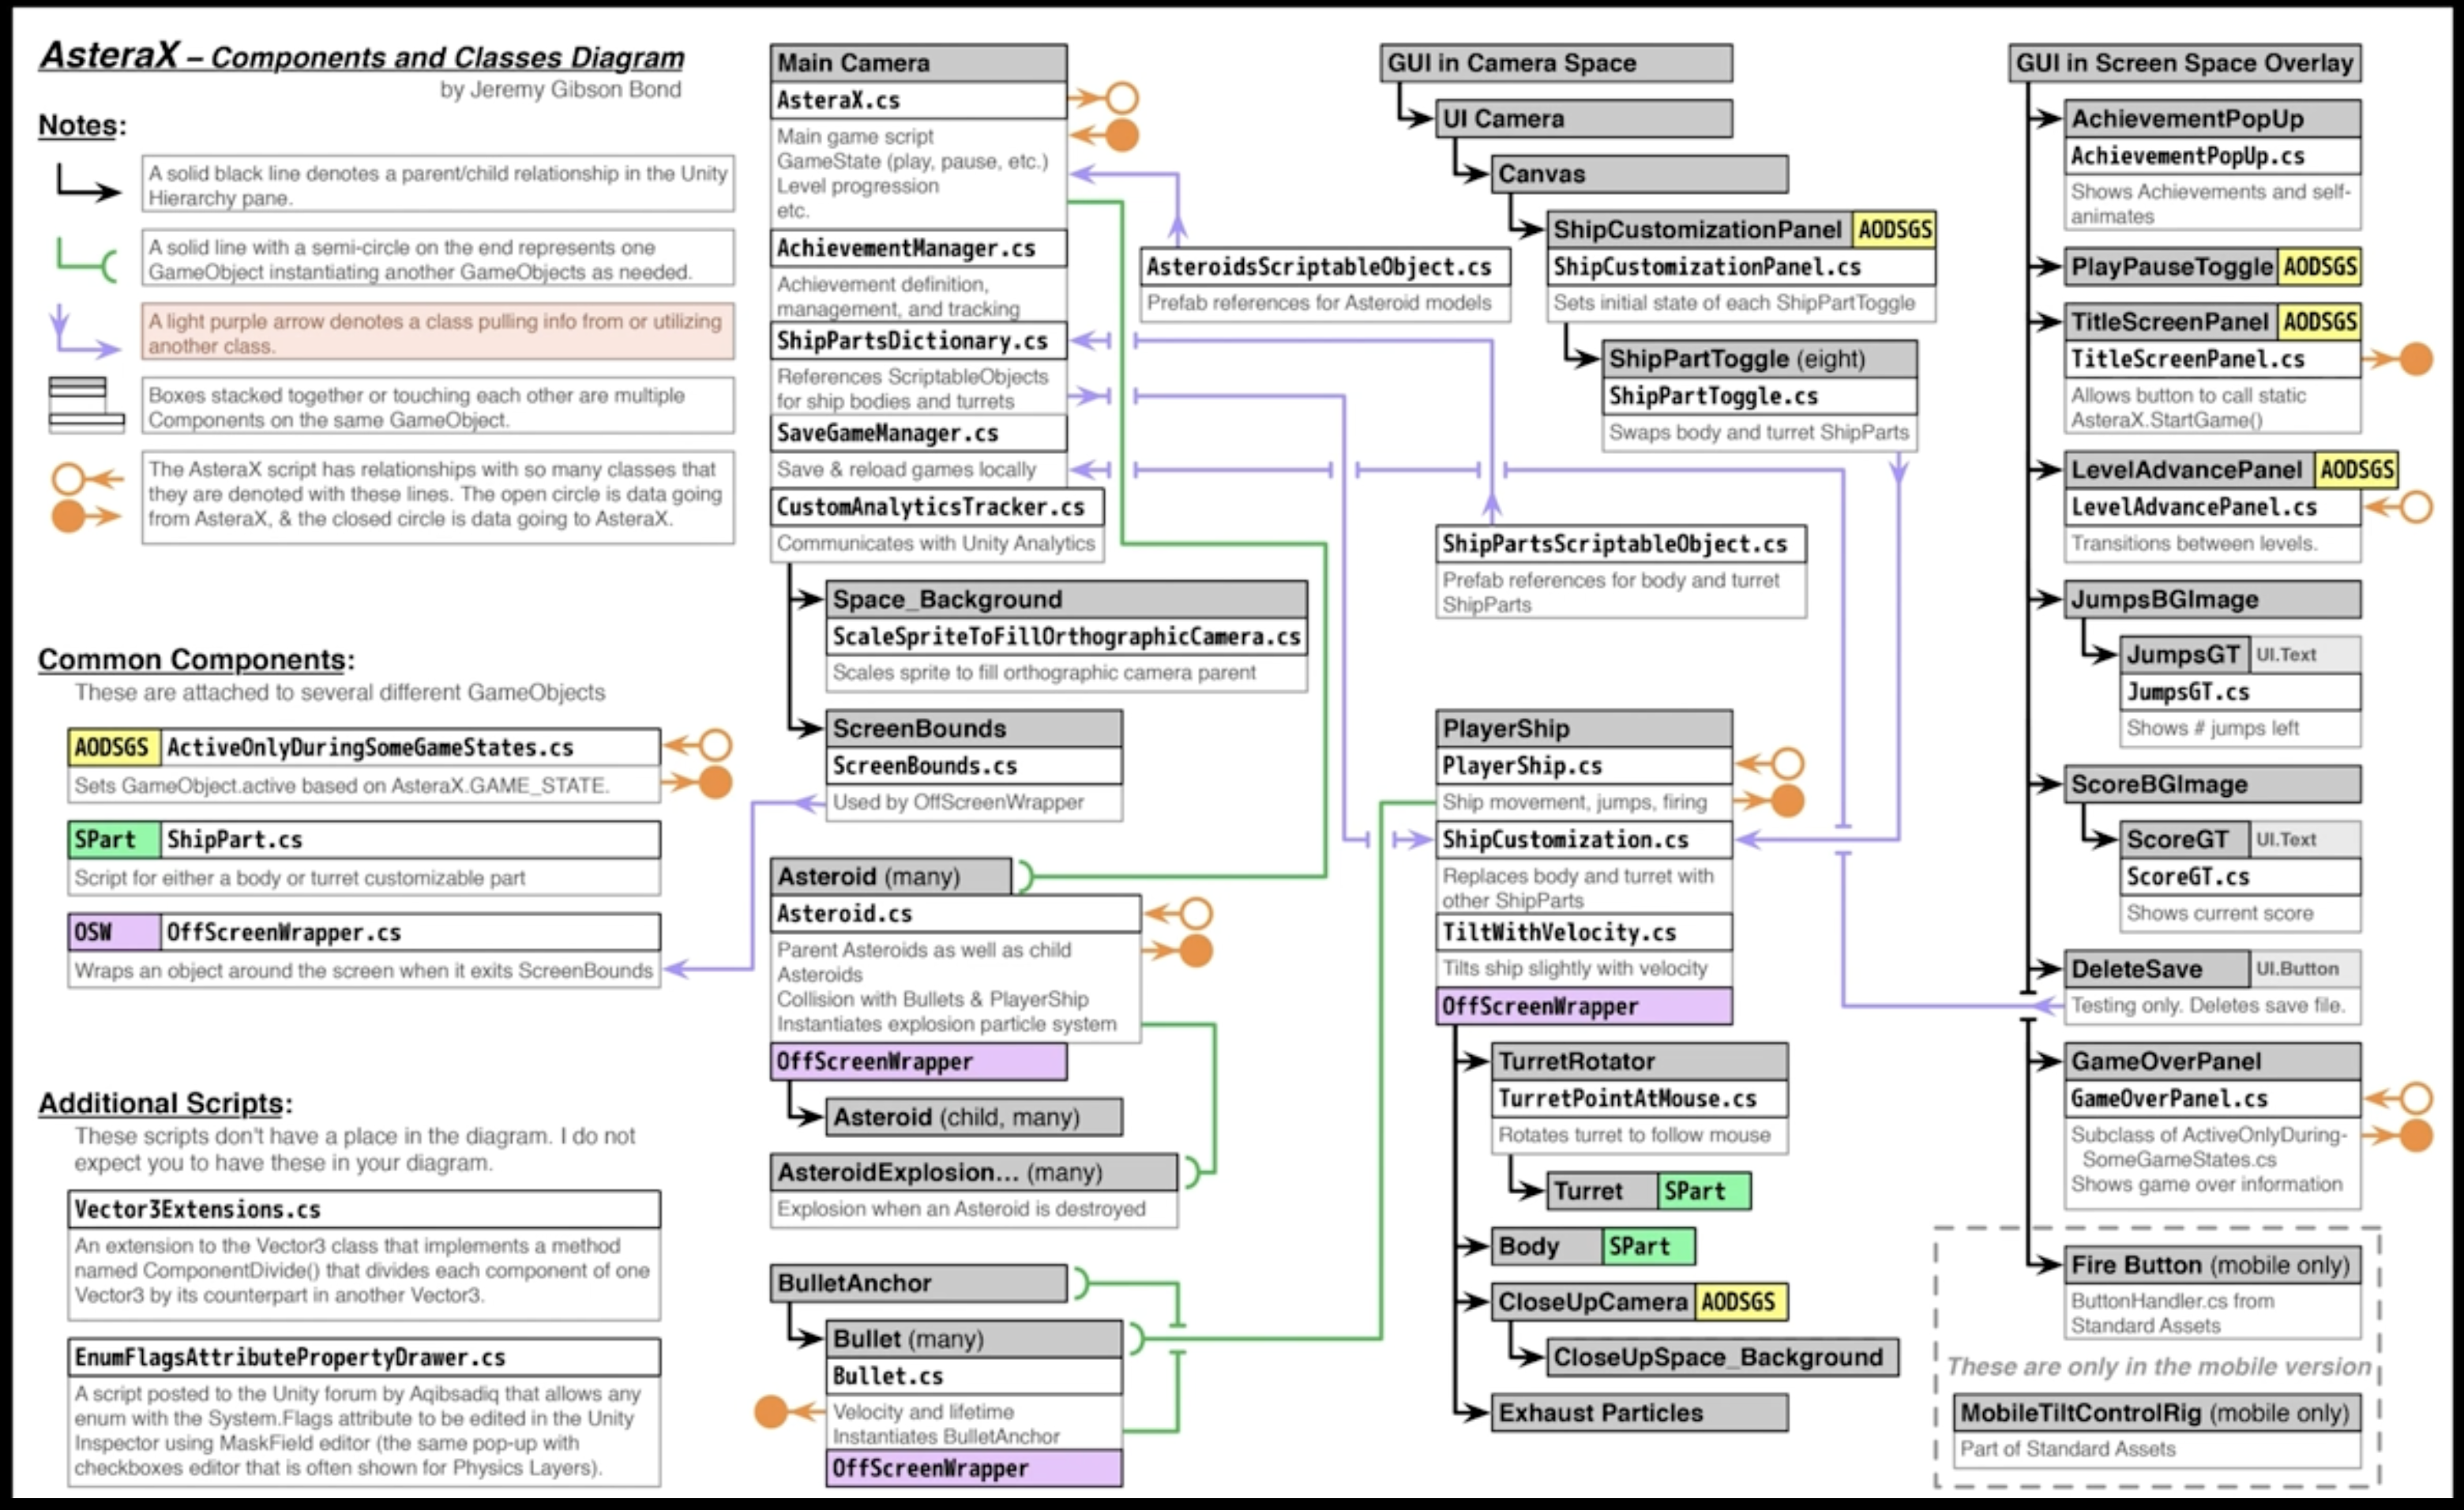 AsteraX – Components and Classes Diagram
by Jeremy Gibson Bond
Notes:
A solid black line denotes a parent/child relationship in the Unity
Hierarchy pane.
A solid line with a semi-circle on the end represents one
GameObject instantiating another GameObjects as needed.
A light purple arrow denotes a class pulling info from or utilizing
another class.
Boxes stacked together or touching each other are multiple
Components on the same GameObject.
The AsteraX script has relationships with so many classes that
they are denoted with these lines. The open circle is data going
from AsteraX, & the closed circle is data going to AsteraX.
Common Components:
These are attached to several different GameObjects
AODSGS ActiveOnlyDuringSomeGameStates.cs
Sets GameObject.active based on AsteraX.GAME_STATE.
SPart ShipPart.cs
Script for either a body or turret customizable part
OSW OffScreenWrapper.cs
Wraps an object around the screen when it exits ScreenBounds
Additional Scripts:
These scripts don't have a place in the diagram. I do not
expect you to have these in your diagram.
Vector3Extensions.cs
An extension to the Vector3 class that implements a method
named ComponentDivide() that divides each component of one
Vector3 by its counterpart in another Vector3.
EnumFlagsAttributePropertyDrawer.cs
A script posted to the Unity forum by Aqibsadiq that allows any
enum with the System.Flags attribute to be edited in the Unity
Inspector using MaskField editor (the same pop-up with
checkboxes editor that is often shown for Physics Layers).
Main Camera
AsteraX.cs
Main game script
GameState (play, pause, etc.)
Level progression
etc.
AchievementManager.cs
Achievement definition,
management, and tracking
ShipPartsDictionary.cs
References ScriptableObjects
for ship bodies and turrets
SaveGameManager.cs
Save & reload games locally
CustomAnalyticsTracker.cs
Communicates with Unity Analytics
Space_Background
ScaleSpriteToFillOrthographicCamera.cs
Scales sprite to fill orthographic camera parent
ScreenBounds
ScreenBounds.cs
Used by OffScreenWrapper
Asteroid (many)
Asteroid.cs
Parent Asteroids as well as child
Asteroids
Collision with Bullets & PlayerShip
Instantiates explosion particle system
OffScreenWrapper
Asteroid (child, many)
AsteroidExplosion... (many)
Explosion when an Asteroid is destroyed
BulletAnchor
Bullet (many)
Bullet.cs
Velocity and lifetime
Instantiates BulletAnchor
OffScreenWrapper
AsteroidsScriptableObject.cs
Prefab references for Asteroid models
GUI in Camera Space
UI Camera
Canvas
ShipCustomizationPanel AODSGS
ShipCustomizationPanel.cs
Sets initial state of each ShipPartToggle
ShipPartToggle (eight)
ShipPartToggle.cs
Swaps body and turret ShipParts
ShipPartsScriptableObject.cs
Prefab references for body and turret
ShipParts
PlayerShip
PlayerShip.cs
Ship movement, jumps, firing
ShipCustomization.cs
Replaces body and turret with
other ShipParts
TiltWithVelocity.cs
Tilts ship slightly with velocity
OffScreenWrapper
TurretRotator
TurretPointAtMouse.cs
Rotates turret to follow mouse
Turret SPart
Body SPart
CloseUpCamera AODSGS
CloseUpSpace_Background
Exhaust Particles
GUI in Screen Space Overlay
AchievementPopUp
AchievementPopUp.cs
Shows Achievements and self-
animates
PlayPauseToggle AODSGS
TitleScreenPanel AODSGS
TitleScreenPanel.cs
Allows button to call static
AsteraX.StartGame()
LevelAdvancePanel AODSGS
LevelAdvancePanel.cs
Transitions between levels.
JumpsBGImage
JumpsGT UI.Text
JumpsGT.cs
Shows # jumps left
ScoreBGImage
ScoreGT UI.Text
ScoreGT.cs
Shows current score
DeleteSave UI.Button
Testing only. Deletes save file.
GameOverPanel
GameOverPanel.cs
Subclass of ActiveOnlyDuring-
SomeGameStates.cs
Shows game over information
Fire Button (mobile only)
ButtonHandler.cs from
Standard Assets
These are only in the mobile version
MobileTiltControlRig (mobile only)
Part of Standard Assets